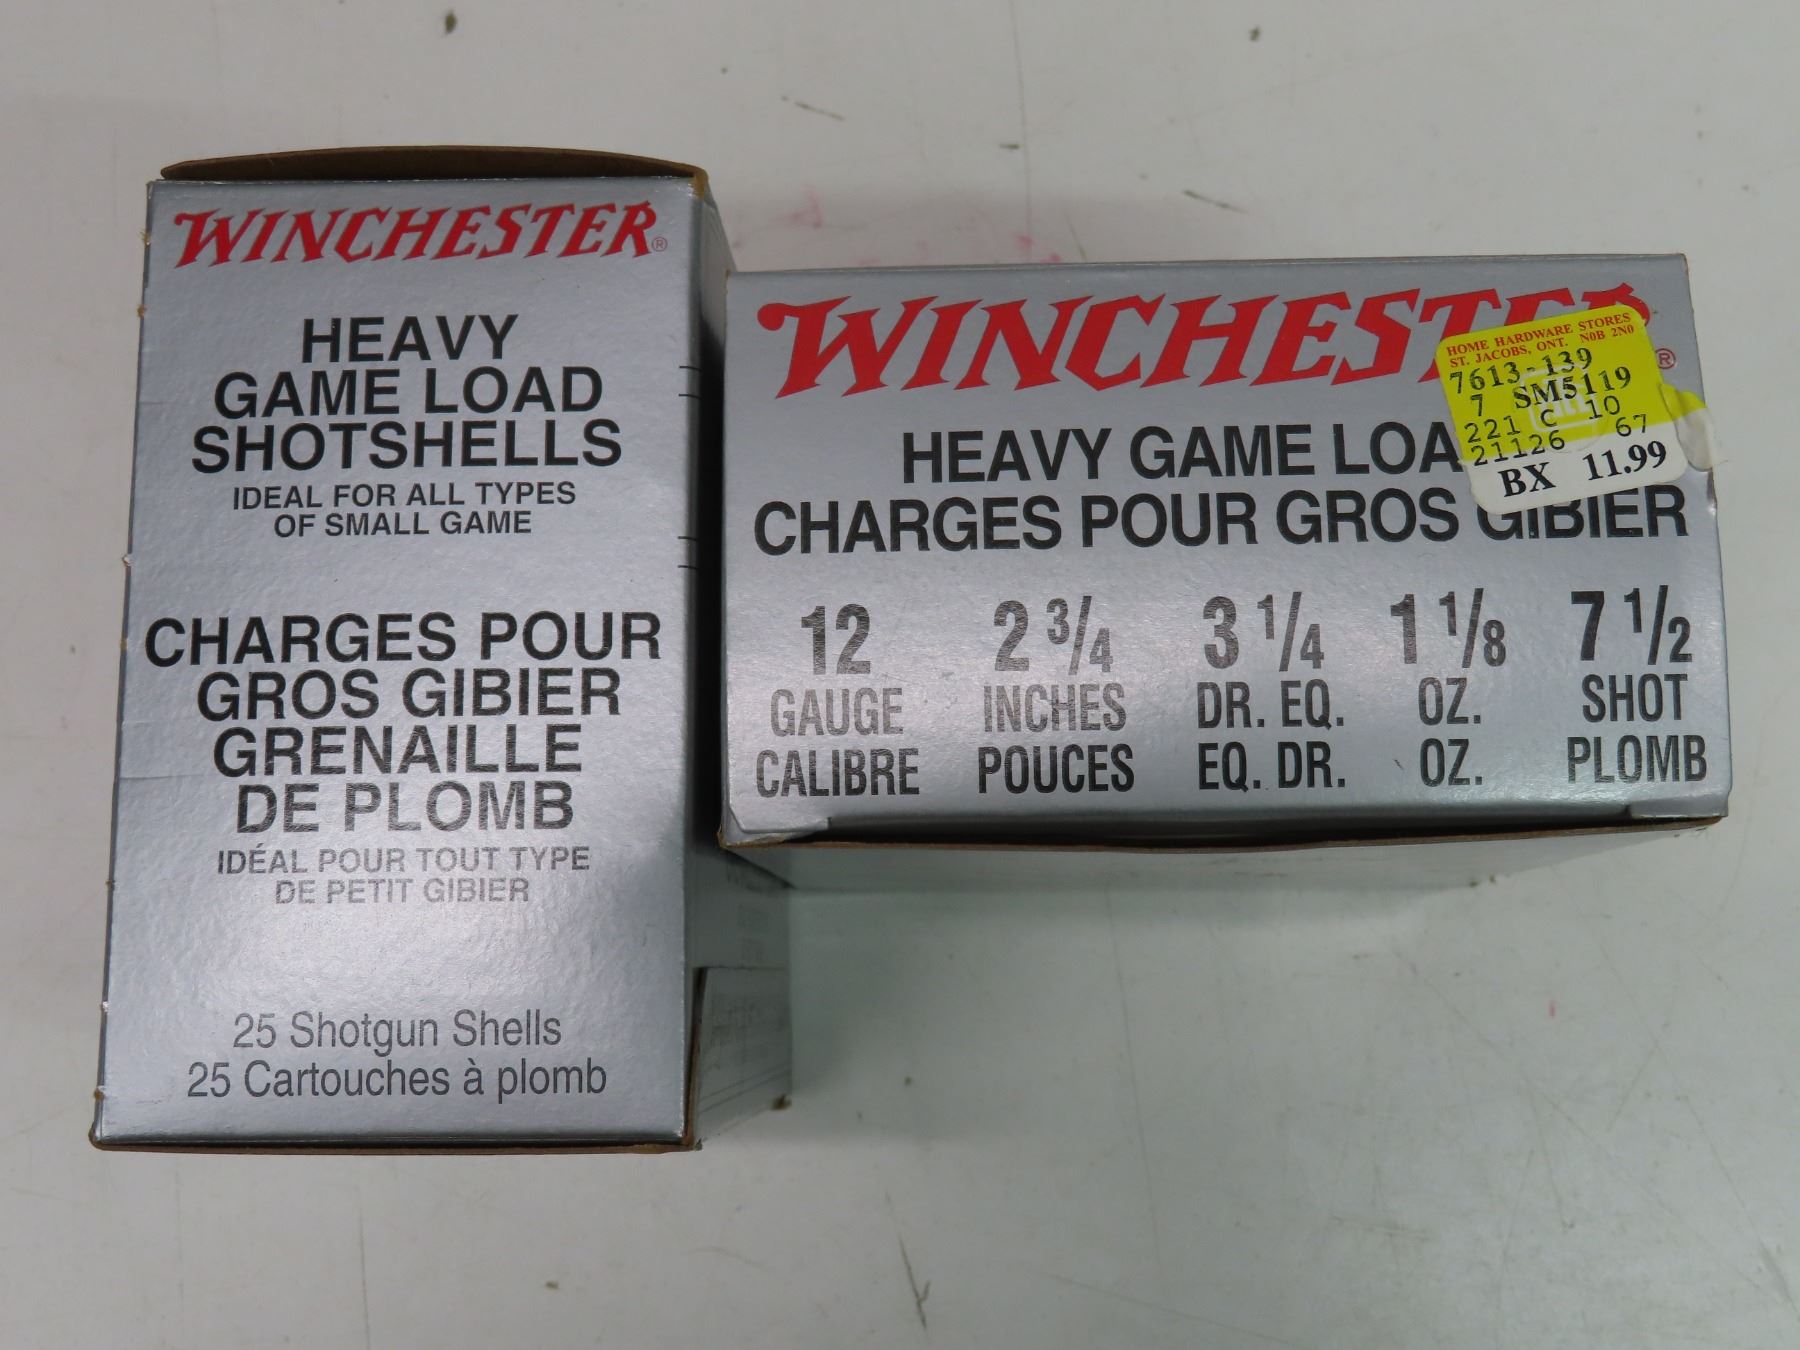 WINCHESTER®
HEAVY
GAME LOAD
SHOTSHELLS
IDEAL FOR ALL TYPES
OF SMALL GAME
CHARGES POUR
GROS GIBIER
GRENAILLE
DE PLOMB
IDÉAL POUR TOUT TYPE
DE PETIT GIBIER
25 Shotgun Shells
25 Cartouches à plomb
WINCHESTER®
HOME HARDWARE STORES
ST. JACOBS, ONT. N0B 2N0
7613-139
7 SM5119
221 C 10
21126 67
BX 11.99
HEAVY GAME LOA
CHARGES POUR GROS GIBIER
12 2 3/4 3 1/4 1 1/8 7 1/2
GAUGE INCHES DR. EQ. OZ. SHOT
CALIBRE POUCES EQ. DR. OZ. PLOMB